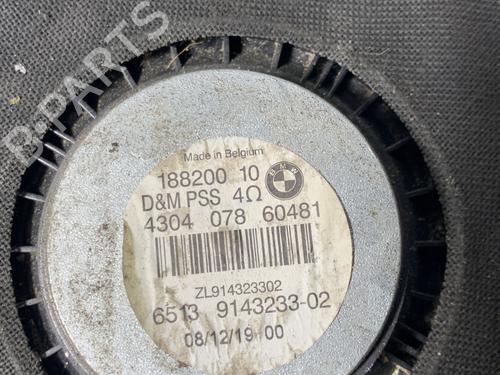 B-PARTS
Made in Belgium
188200 10
BMW
D&M PSS 4Ω
4304 078 60481
ZL914323302
6513 9143233-02
08/12/19-00